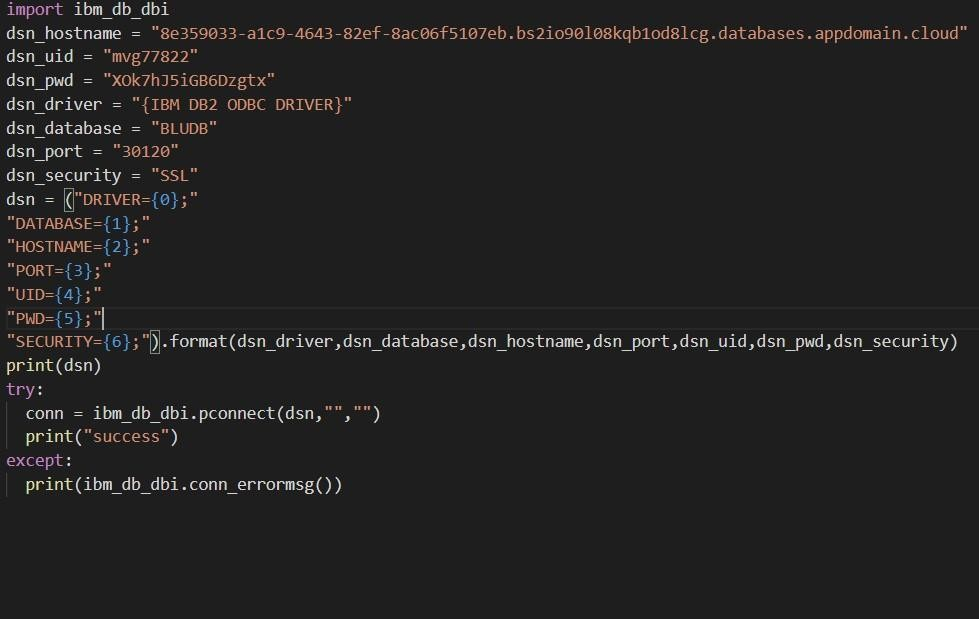 import ibm_db_dbi
dsn_hostname = "8e359033-a1c9-4643-82ef-8ac06f5107eb.bs2io90l08kqb1od8lcg.databases.appdomain.cloud"
dsn_uid = "mvg77822"
dsn_pwd = "XOk7hJ5iGB6Dzgtx"
dsn_driver = "{IBM DB2 ODBC DRIVER}"
dsn_database = "BLUDB"
dsn_port = "30120"
dsn_security = "SSL"
dsn = ("DRIVER={0};"
"DATABASE={1};"
"HOSTNAME={2};"
"PORT={3};"
"UID={4};"
"PWD={5};"
"SECURITY={6};").format(dsn_driver,dsn_database,dsn_hostname,dsn_port,dsn_uid,dsn_pwd,dsn_security)
print(dsn)
try:
  conn = ibm_db_dbi.pconnect(dsn,"","")
  print("success")
except:
  print(ibm_db_dbi.conn_errormsg())